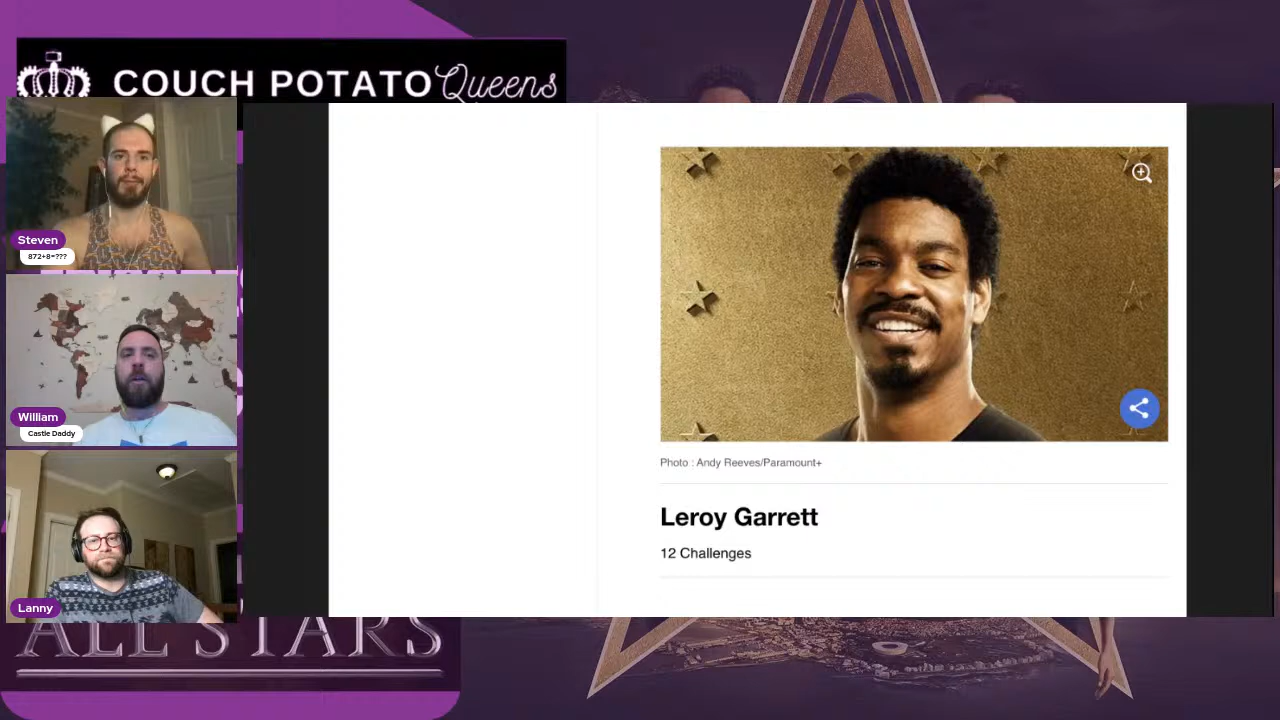 COUCH POTATO Queens
Steven
872+8=???
William
Castle Daddy
Lanny
Photo : Andy Reeves/Paramount+
Leroy Garrett
12 Challenges
ALL STARS